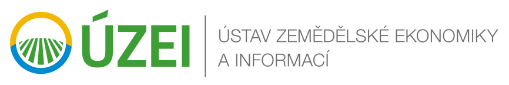 ÚZEI
ÚSTAV ZEMĚDĚLSKÉ EKONOMIKY
A INFORMACÍ